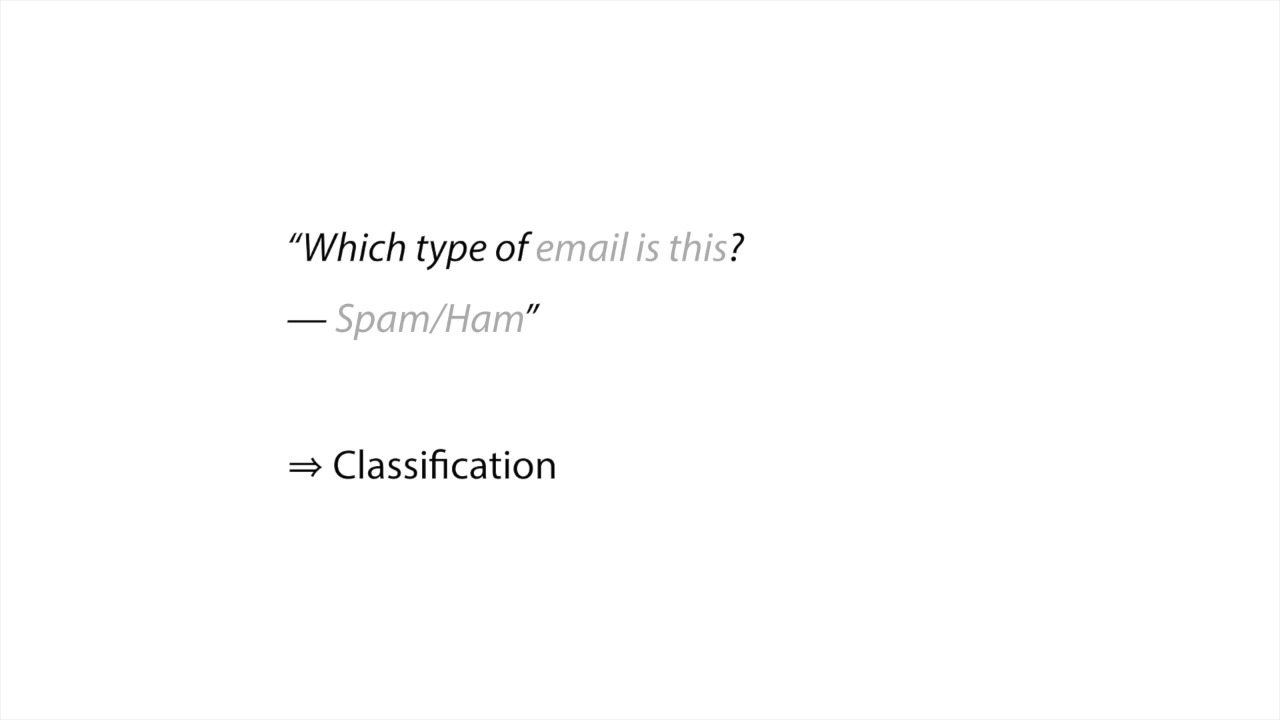 “Which type of email is this?
— Spam/Ham”
⇒ Classification